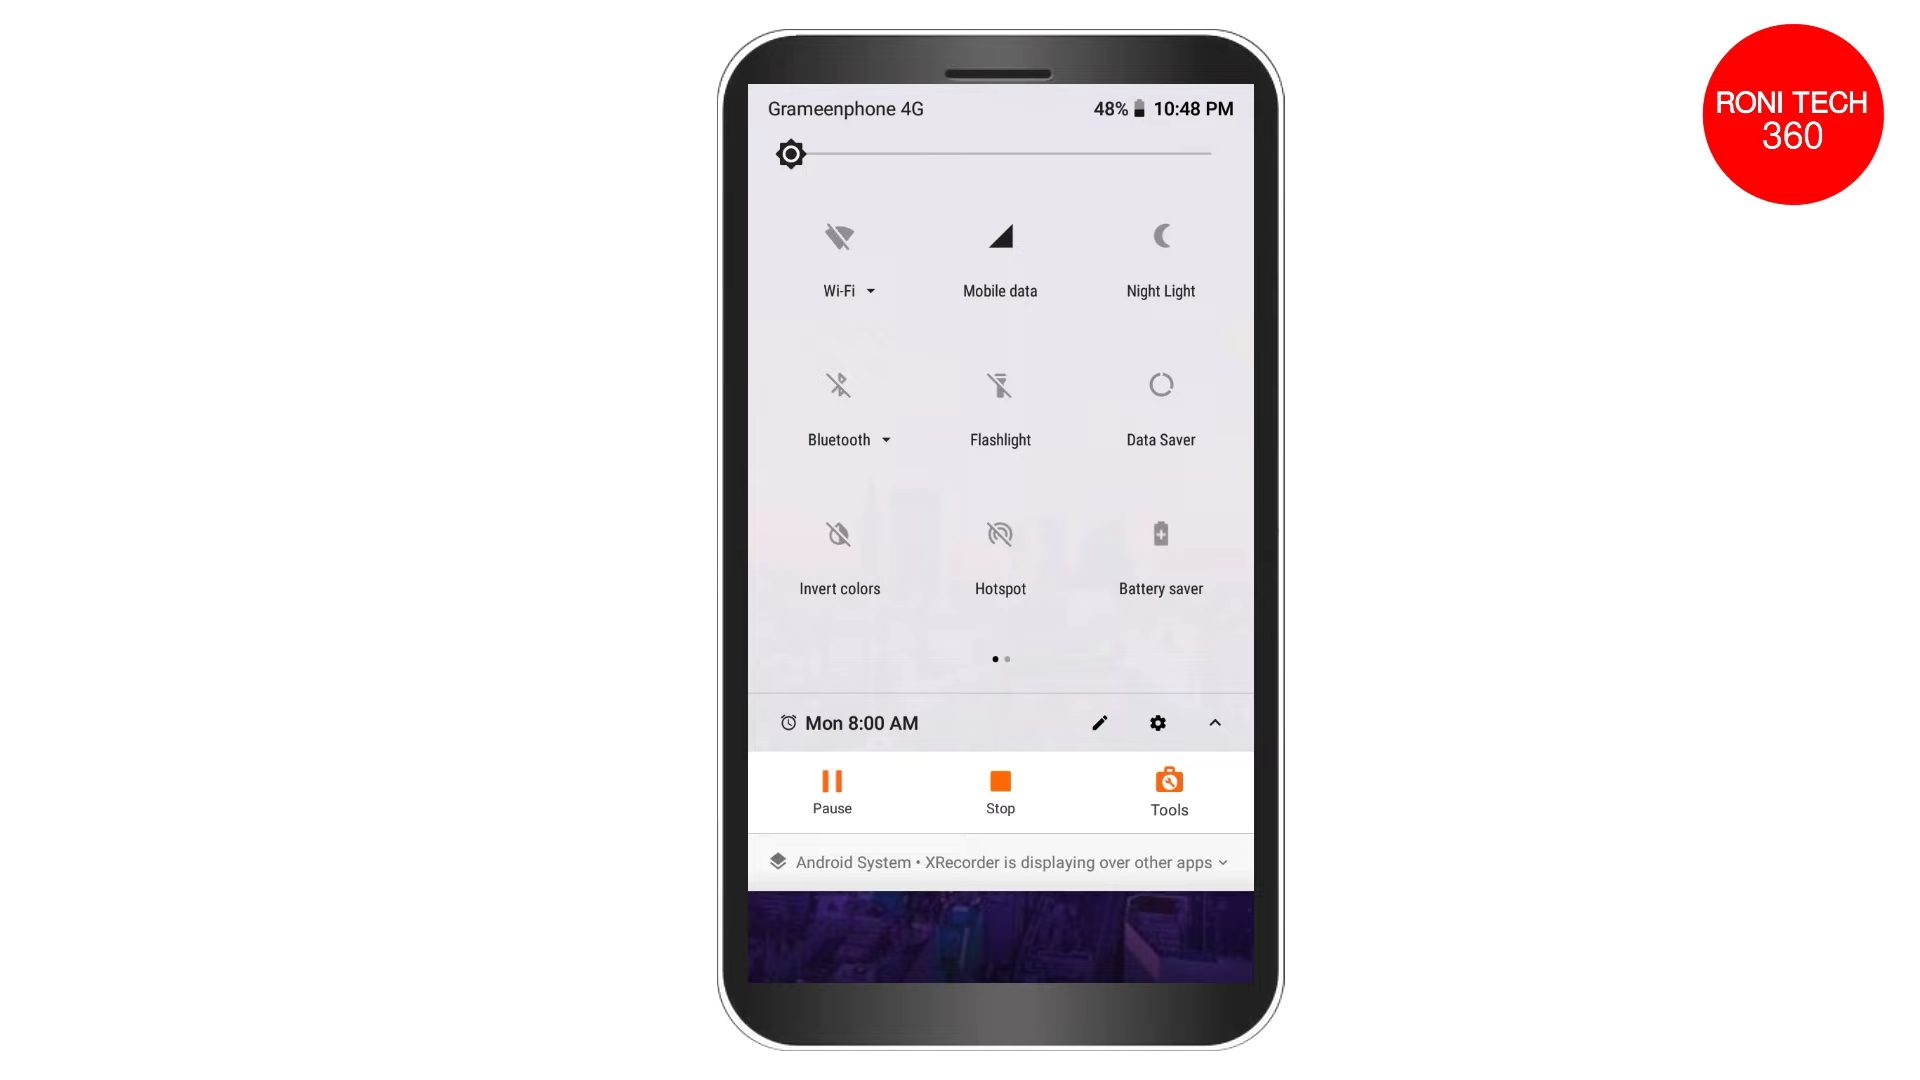 Grameenphone 4G 48% 10:48 PM
RONI TECH
360
Wi-Fi Mobile data Night Light
Bluetooth Flashlight Data Saver
Invert colors Hotspot Battery saver
Mon 8:00 AM
Pause Stop Tools
Android System • XRecorder is displaying over other apps